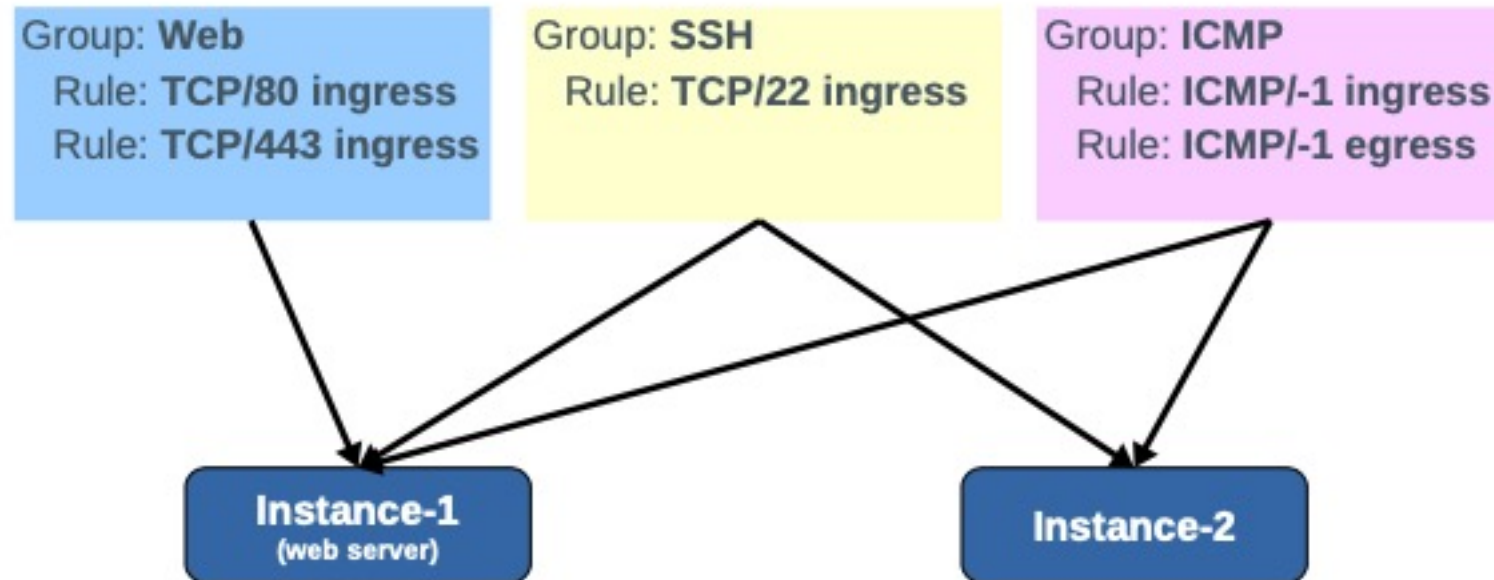 Group: Web
Rule: TCP/80 ingress
Rule: TCP/443 ingress
Group: SSH
Rule: TCP/22 ingress
Group: ICMP
Rule: ICMP/-1 ingress
Rule: ICMP/-1 egress
Instance-1
(web server)
Instance-2